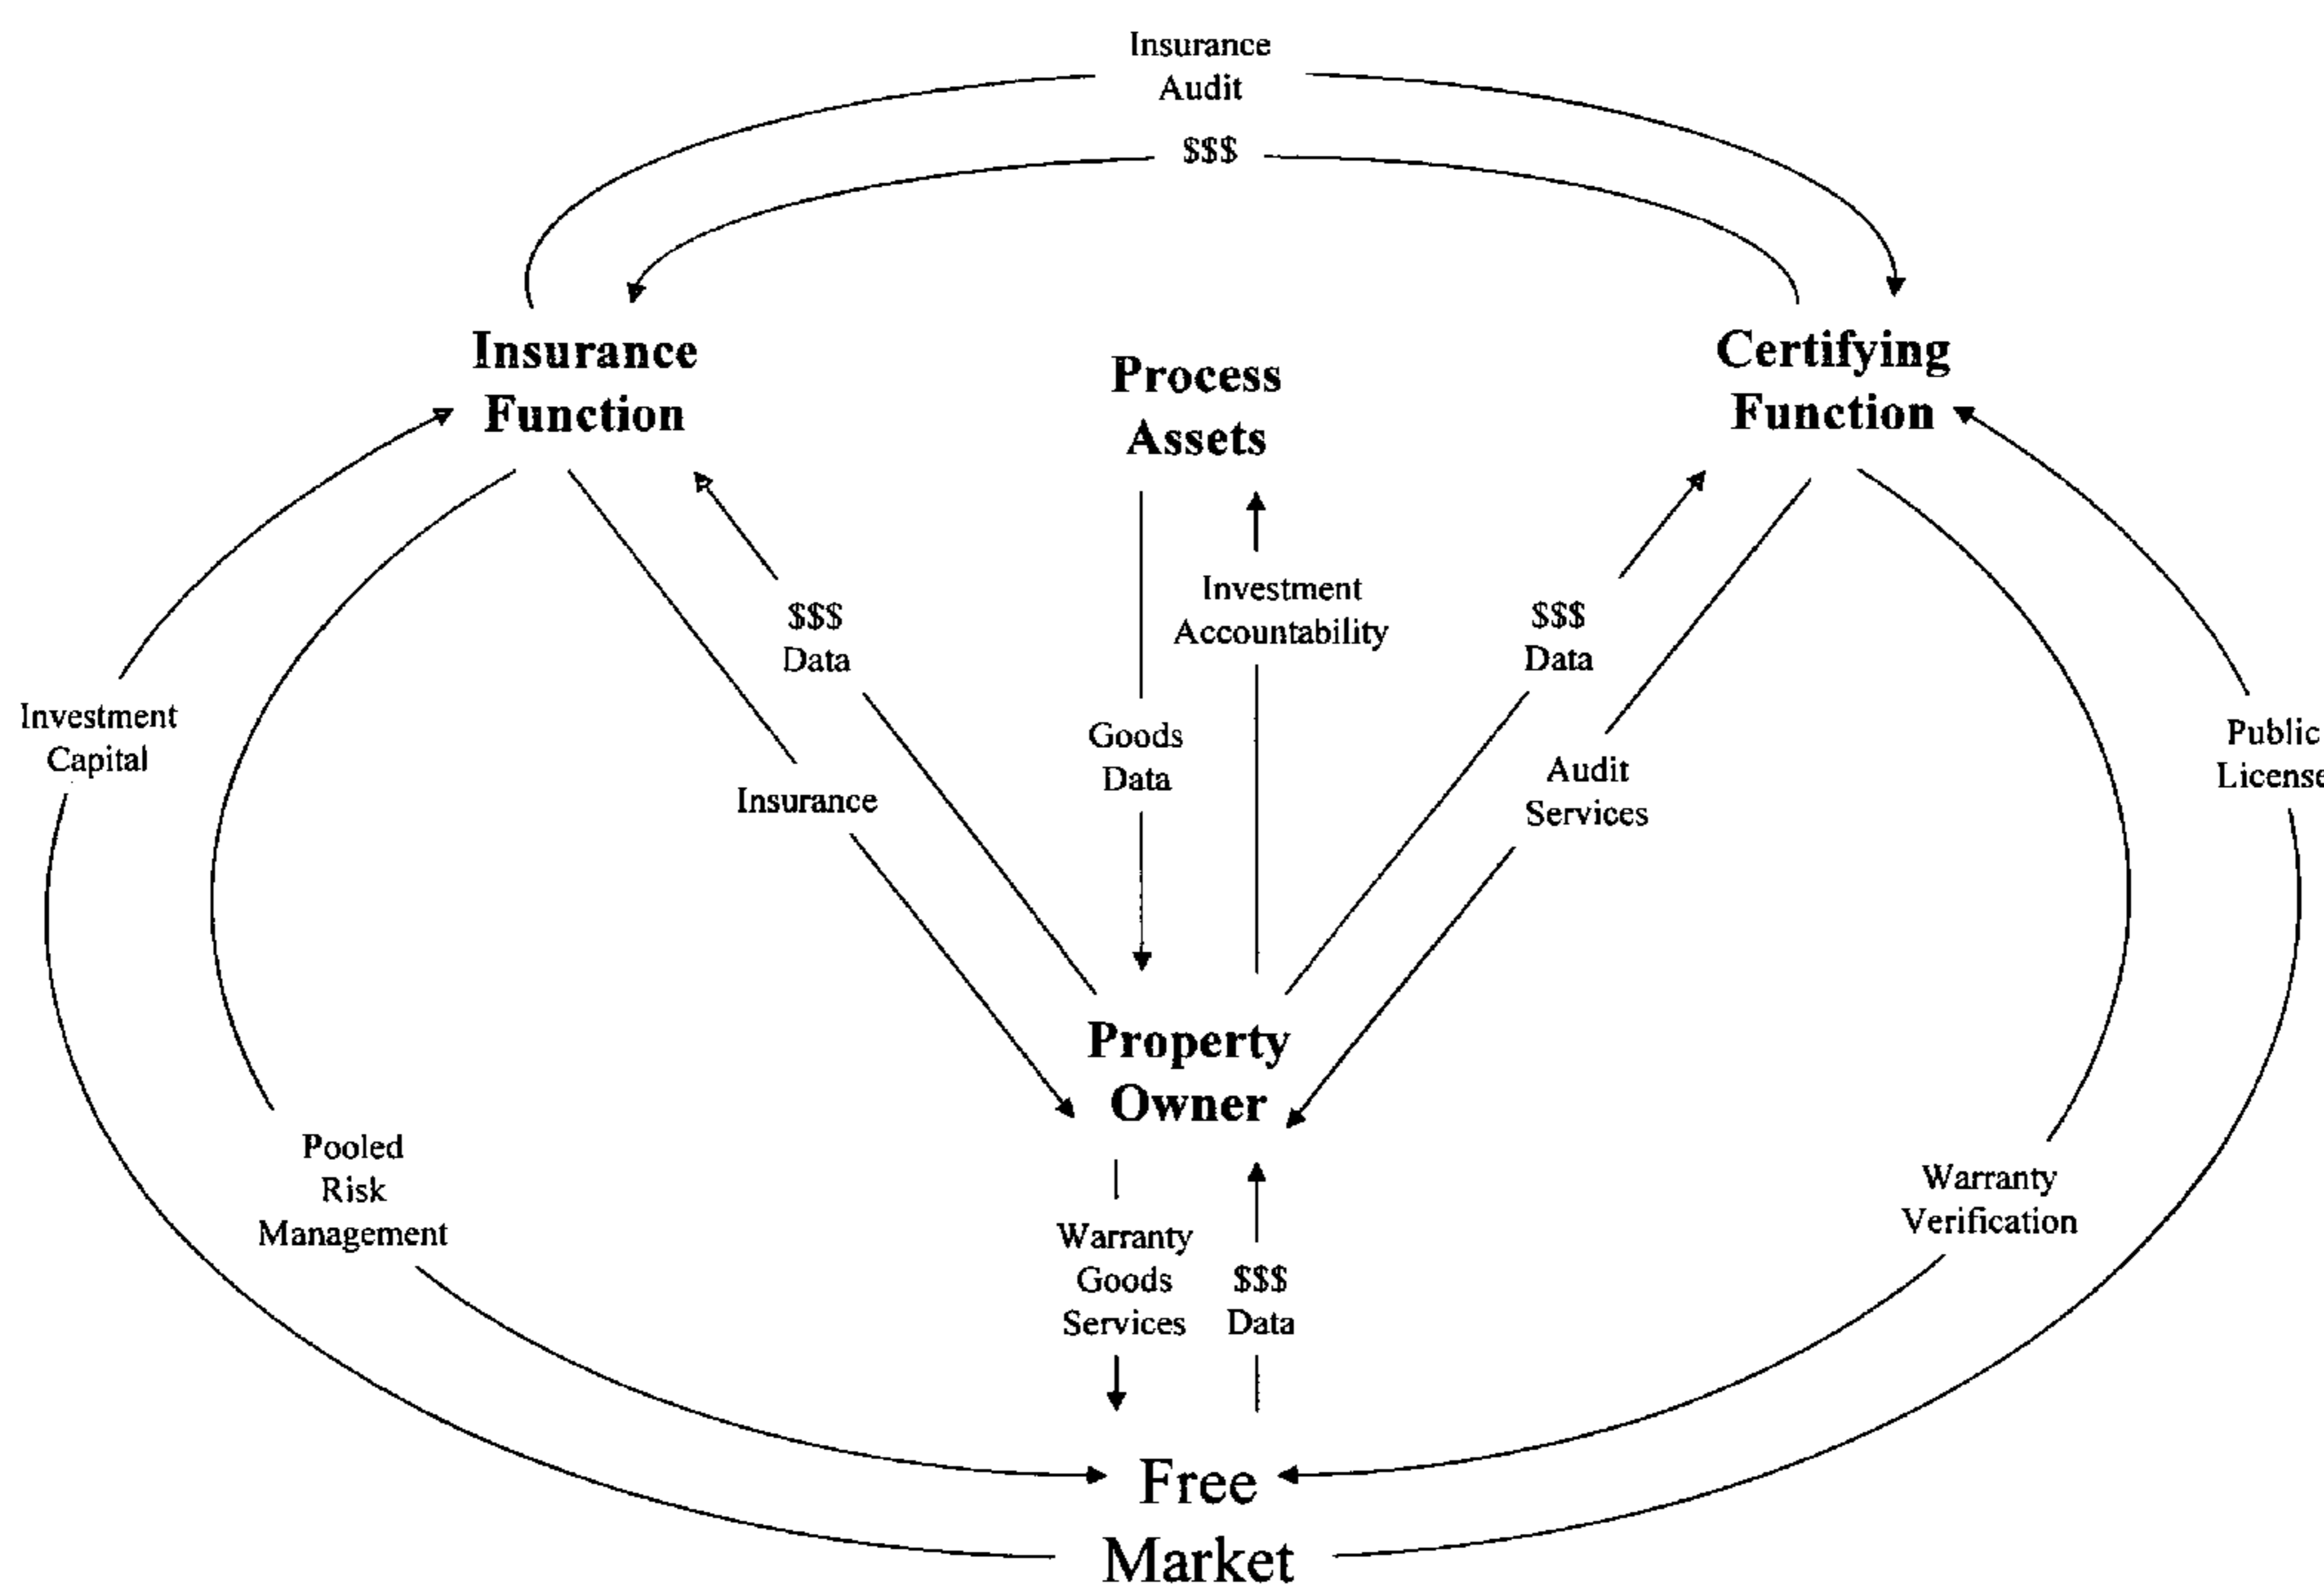 Insurance
Audit
$$$
Insurance
Function
Process
Assets
Certifying
Function
$$$
Data
Investment
Accountability
$$$
Data
Investment
Capital
Goods
Data
Public
License
Insurance
Audit
Services
Property
Owner
Pooled
Risk
Management
Warranty
Verification
Warranty
Goods
Services
$$$
Data
Free
Market